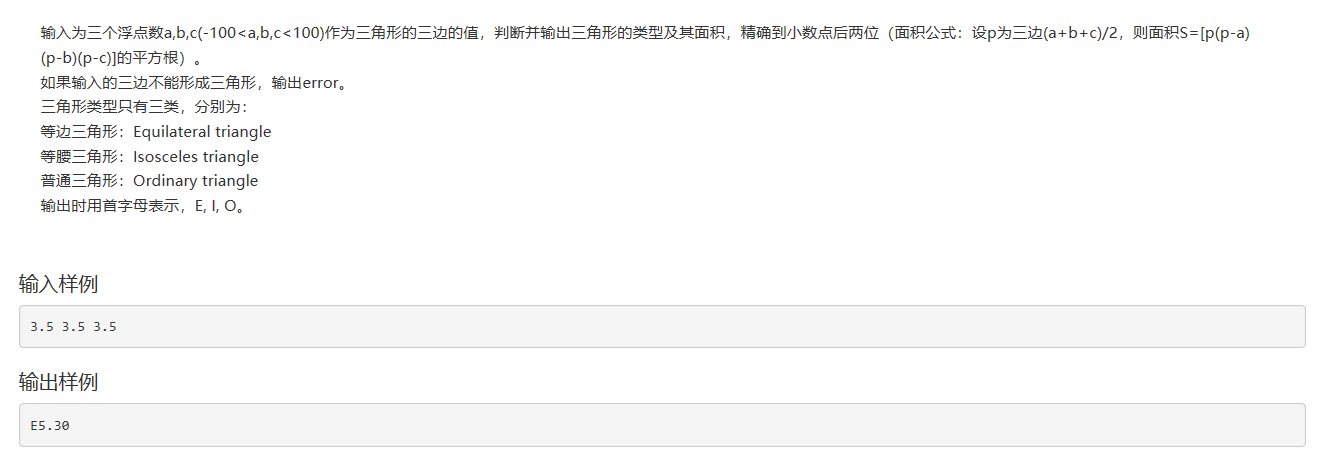 输入为三个浮点数a,b,c(-100<a,b,c<100)作为三角形的三边的值，判断并输出三角形的类型及其面积，精确到小数点后两位（面积公式：设p为三边(a+b+c)/2，则面积S=[p(p-a)
(p-b)(p-c)]的平方根）。
如果输入的三边不能形成三角形，输出error。
三角形类型只有三类，分别为：
等边三角形：Equilateral triangle
等腰三角形：Isosceles triangle
普通三角形：Ordinary triangle
输出时用首字母表示，E, I, O。
输入样例
3.5 3.5 3.5
输出样例
E5.30